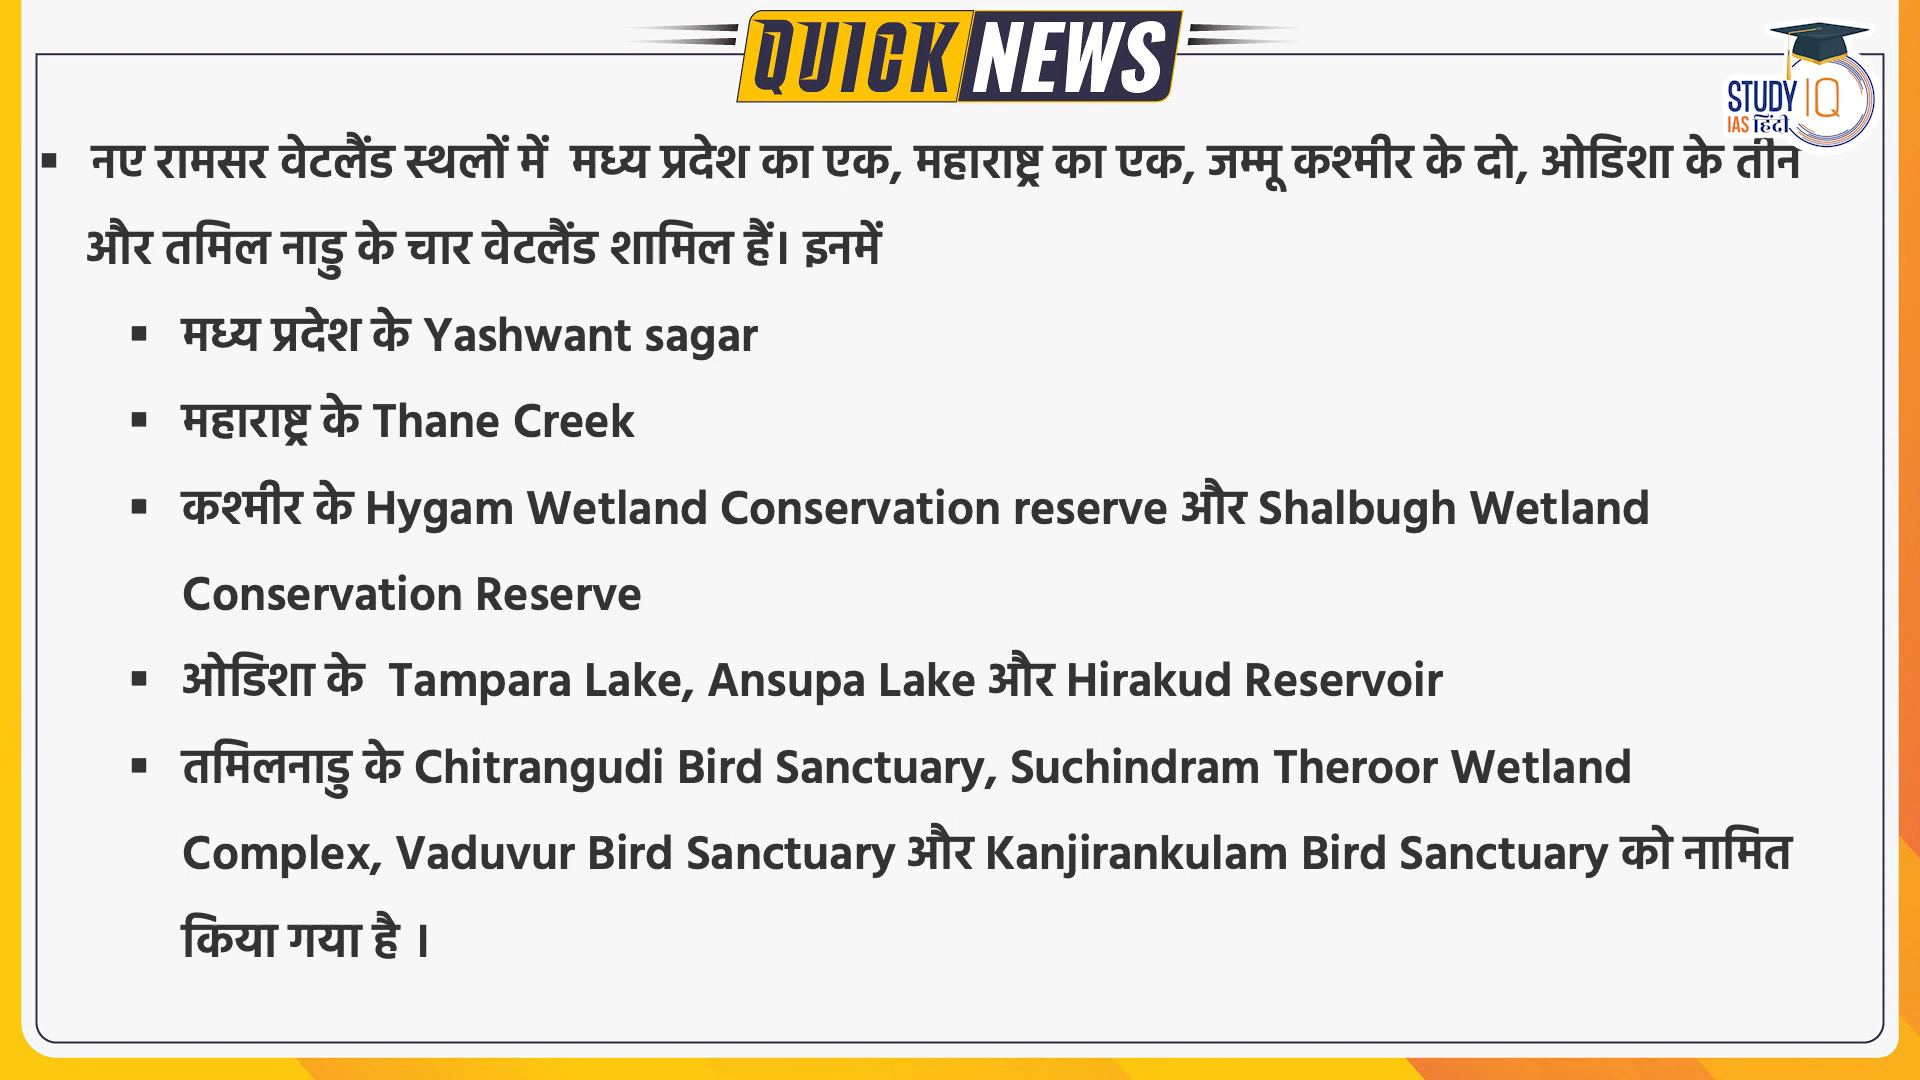 QUICK NEWS
STUDY IQ
IAS हिंदी
▪ नए रामसर वेटलैंड स्थलों में मध्य प्रदेश का एक, महाराष्ट्र का एक, जम्मू कश्मीर के दो, ओडिशा के तीन
और तमिल नाडु के चार वेटलैंड शामिल हैं। इनमें
▪ मध्य प्रदेश के Yashwant sagar
▪ महाराष्ट्र के Thane Creek
▪ कश्मीर के Hygam Wetland Conservation reserve और Shalbugh Wetland
Conservation Reserve
▪ ओडिशा के Tampara Lake, Ansupa Lake और Hirakud Reservoir
▪ तमिलनाडु के Chitrangudi Bird Sanctuary, Suchindram Theroor Wetland
Complex, Vaduvur Bird Sanctuary और Kanjirankulam Bird Sanctuary को नामित
किया गया है ।